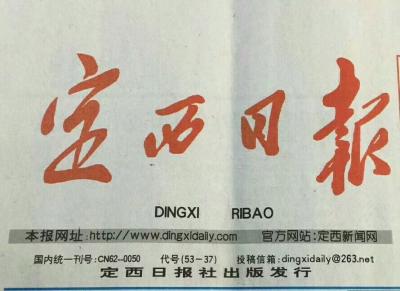 定西日報
DINGXI RIBAO
本报网址:http://www.dingxidaily.com 官方网站:定西新闻网
国内统一刊号:CN62--0050 代号(53-37) 投稿信箱:dingxidaily@263.net
定西日报社出版发行